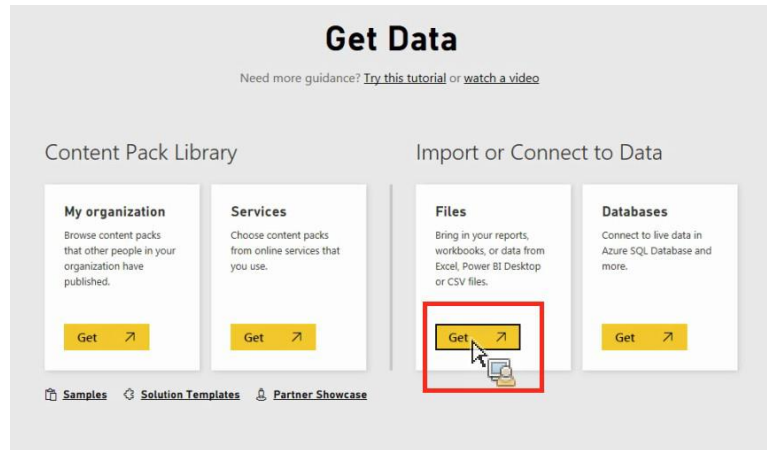 Get Data
Need more guidance? Try this tutorial or watch a video
Content Pack Library
Import or Connect to Data
My organization
Browse content packs
that other people in your
organization have
published.
Get
Services
Choose content packs
from online services that
you use.
Get
Files
Bring in your reports,
workbooks, or data from
Excel, Power BI Desktop
or CSV files.
Get
Databases
Connect to live data in
Azure SQL Database and
more.
Get
Samples
Solution Templates
Partner Showcase